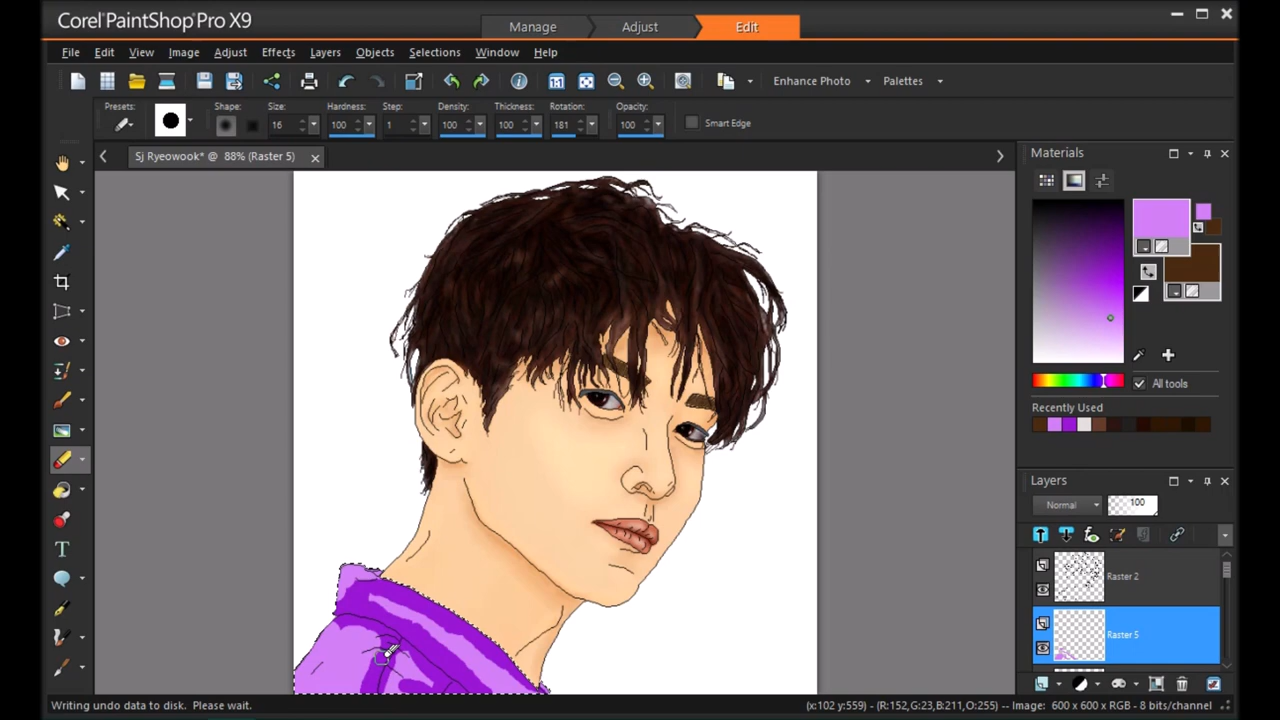 Corel PaintShop Pro X9
Manage
Adjust
Edit
File Edit View Image Adjust Effects Layers Objects Selections Window Help
Enhance Photo
Palettes
Presets:
Shape:
Size:
Hardness:
Step:
Density:
Thickness:
Rotation:
Opacity:
16
100
1
100
100
181
100
Smart Edge
Sj Ryeowook* @ 88% (Raster 5)
Materials
All tools
Recently Used
Layers
Normal
100
Raster 2
Raster 5
Writing undo data to disk. Please wait.
(x:102 y:559) - (R:152,G:23,B:211,O:255) -- Image: 600 x 600 x RGB - 8 bits/channel